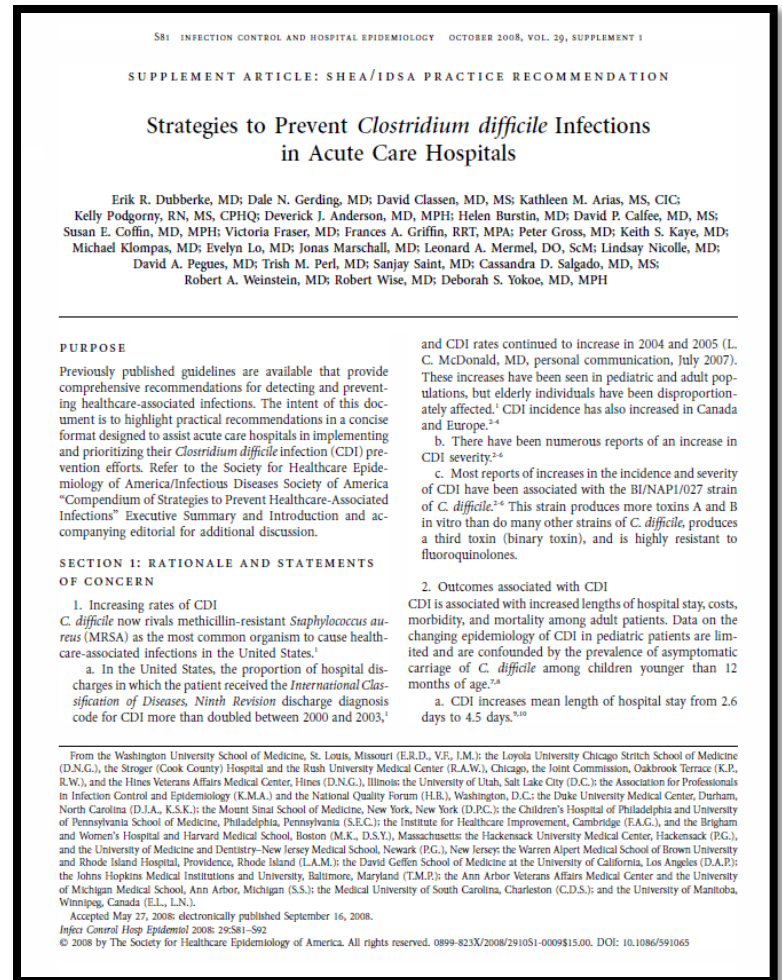 S81 INFECTION CONTROL AND HOSPITAL EPIDEMIOLOGY OCTOBER 2008, VOL. 29, SUPPLEMENT 1
SUPPLEMENT ARTICLE: SHEA/IDSA PRACTICE RECOMMENDATION
Strategies to Prevent Clostridium difficile Infections
in Acute Care Hospitals
Erik R. Dubberke, MD; Dale N. Gerding, MD; David Classen, MD, MS; Kathleen M. Arias, MS, CIC;
Kelly Podgorny, RN, MS, CPHQ; Deverick J. Anderson, MD, MPH; Helen Burstin, MD; David P. Calfee, MD, MS;
Susan E. Coffin, MD, MPH; Victoria Fraser, MD; Frances A. Griffin, RRT, MPA; Peter Gross, MD; Keith S. Kaye, MD;
Michael Klompas, MD; Evelyn Lo, MD; Jonas Marschall, MD; Leonard A. Mermel, DO, ScM; Lindsay Nicolle, MD;
David A. Pegues, MD; Trish M. Perl, MD; Sanjay Saint, MD; Cassandra D. Salgado, MD, MS;
Robert A. Weinstein, MD; Robert Wise, MD; Deborah S. Yokoe, MD, MPH
PURPOSE
Previously published guidelines are available that provide
comprehensive recommendations for detecting and prevent-
ing healthcare-associated infections. The intent of this doc-
ument is to highlight practical recommendations in a concise
format designed to assist acute care hospitals in implementing
and prioritizing their Clostridium difficile infection (CDI) pre-
vention efforts. Refer to the Society for Healthcare Epide-
miology of America/Infectious Diseases Society of America
“Compendium of Strategies to Prevent Healthcare-Associated
Infections” Executive Summary and Introduction and ac-
companying editorial for additional discussion.
SECTION 1: RATIONALE AND STATEMENTS
OF CONCERN
1. Increasing rates of CDI
C. difficile now rivals methicillin-resistant Staphylococcus au-
reus (MRSA) as the most common organism to cause health-
care-associated infections in the United States.1
a. In the United States, the proportion of hospital dis-
charges in which the patient received the International Clas-
sification of Diseases, Ninth Revision discharge diagnosis
code for CDI more than doubled between 2000 and 2003,1
and CDI rates continued to increase in 2004 and 2005 (L.
C. McDonald, MD, personal communication, July 2007).
These increases have been seen in pediatric and adult pop-
ulations, but elderly individuals have been disproportion-
ately affected.1 CDI incidence has also increased in Canada
and Europe.2-4
b. There have been numerous reports of an increase in
CDI severity.2-6
c. Most reports of increases in the incidence and severity
of CDI have been associated with the BI/NAP1/027 strain
of C. difficile.2-6 This strain produces more toxins A and B
in vitro than do many other strains of C. difficile, produces
a third toxin (binary toxin), and is highly resistant to
fluoroquinolones.
2. Outcomes associated with CDI
CDI is associated with increased lengths of hospital stay, costs,
morbidity, and mortality among adult patients. Data on the
changing epidemiology of CDI in pediatric patients are lim-
ited and are confounded by the prevalence of asymptomatic
carriage of C. difficile among children younger than 12
months of age.7,8
a. CDI increases mean length of hospital stay from 2.6
days to 4.5 days.9,10
From the Washington University School of Medicine, St. Louis, Missouri (E.R.D., V.F., J.M.); the Loyola University Chicago Stritch School of Medicine
(D.N.G.), the Stroger (Cook County) Hospital and the Rush University Medical Center (R.A.W.), Chicago, the Joint Commission, Oakbrook Terrace (K.P.,
R.W.), and the Hines Veterans Affairs Medical Center, Hines (D.N.G.), Illinois; the University of Utah, Salt Lake City (D.C.); the Association for Professionals
in Infection Control and Epidemiology (K.M.A.) and the National Quality Forum (H.B.), Washington, D.C.; the Duke University Medical Center, Durham,
North Carolina (D.J.A., K.S.K.); the Mount Sinai School of Medicine, New York, New York (D.P.C.); the Children's Hospital of Philadelphia and University
of Pennsylvania School of Medicine, Philadelphia, Pennsylvania (S.E.C.); the Institute for Healthcare Improvement, Cambridge (F.A.G.), and the Brigham
and Women's Hospital and Harvard Medical School, Boston (M.K., D.S.Y.), Massachusetts; the Hackensack University Medical Center, Hackensack (P.G.),
and the University of Medicine and Dentistry–New Jersey Medical School, Newark (P.G.), New Jersey; the Warren Alpert Medical School of Brown University
and Rhode Island Hospital, Providence, Rhode Island (L.A.M.); the David Geffen School of Medicine at the University of California, Los Angeles (D.A.P.);
the Johns Hopkins Medical Institutions and University, Baltimore, Maryland (T.M.P.); the Ann Arbor Veterans Affairs Medical Center and the University
of Michigan Medical School, Ann Arbor, Michigan (S.S.); the Medical University of South Carolina, Charleston (C.D.S.); and the University of Manitoba,
Winnipeg, Canada (E.L., L.N.).
Accepted May 27, 2008; electronically published September 16, 2008.
Infect Control Hosp Epidemiol 2008; 29:S81–S92
© 2008 by The Society for Healthcare Epidemiology of America. All rights reserved. 0899-823X/2008/2910S1-0009$15.00. DOI: 10.1086/591065